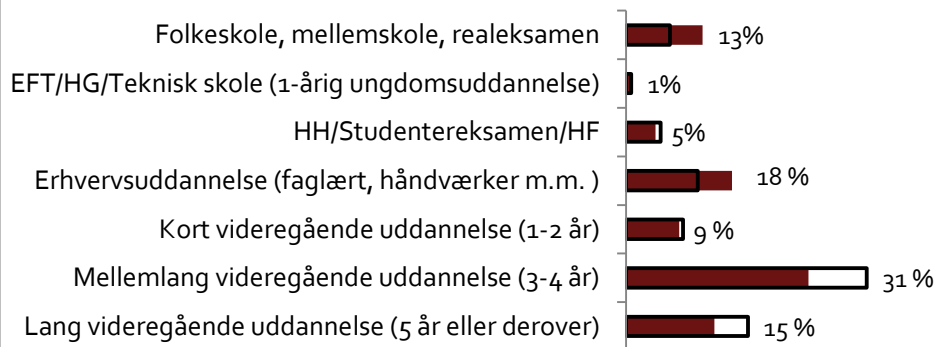 Folkeskole, mellemskole, realeksamen 13%
EFT/HG/Teknisk skole (1-årig ungdomsuddannelse) 1%
HH/Studentereksamen/HF 5%
Erhvervsuddannelse (faglært, håndværker m.m. ) 18 %
Kort videregående uddannelse (1-2 år) 9 %
Mellemlang videregående uddannelse (3-4 år) 31 %
Lang videregående uddannelse (5 år eller derover) 15 %